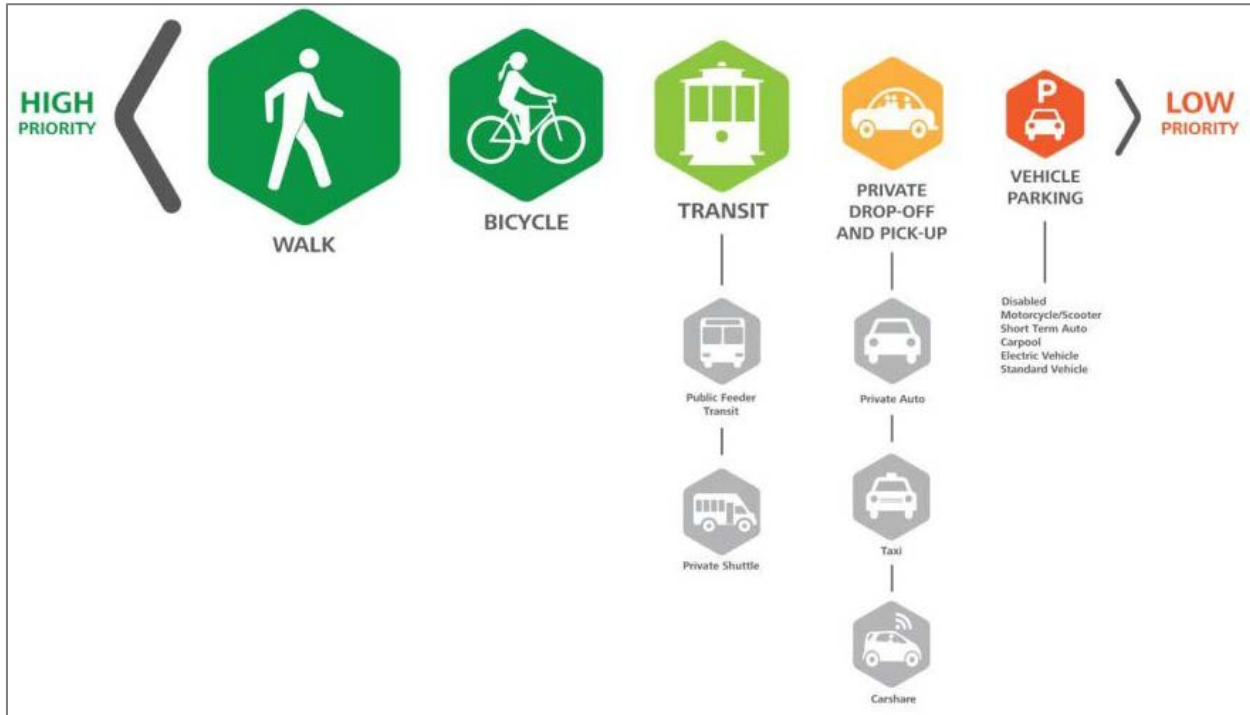 HIGH
PRIORITY
WALK
BICYCLE
TRANSIT
Public Feeder
Transit
Private Shuttle
PRIVATE
DROP-OFF
AND PICK-UP
Private Auto
Taxi
Carshare
P
VEHICLE
PARKING
Disabled
Motorcycle/Scooter
Short Term Auto
Carpool
Electric Vehicle
Standard Vehicle
LOW
PRIORITY